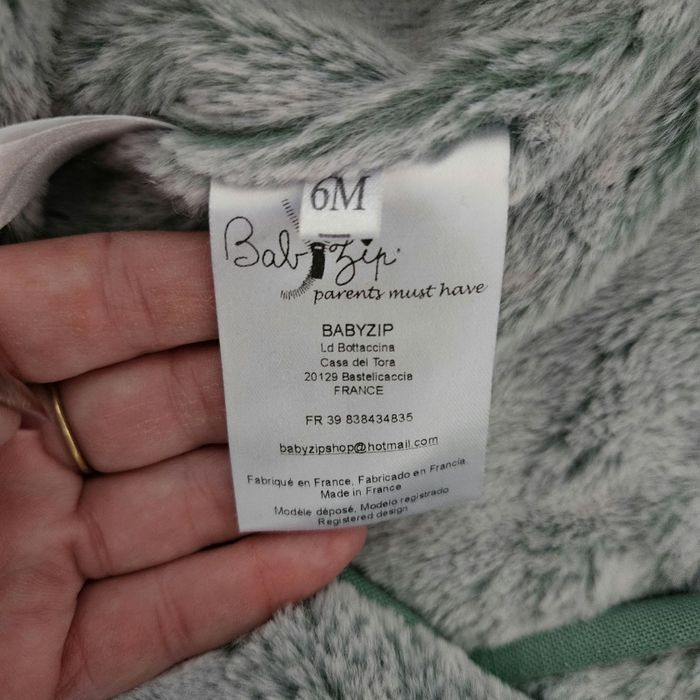 6M
BabyZip
parents must have
BABYZIP
Ld Bottaccina
Casa del Tora
20129 Bastelicaccia
FRANCE
FR 39 838434835
babyzipshop@hotmail.com
Fabriqué en France, Fabricado en Francia,
Made in France
Modèle déposé, Modelo registrado
Registered design